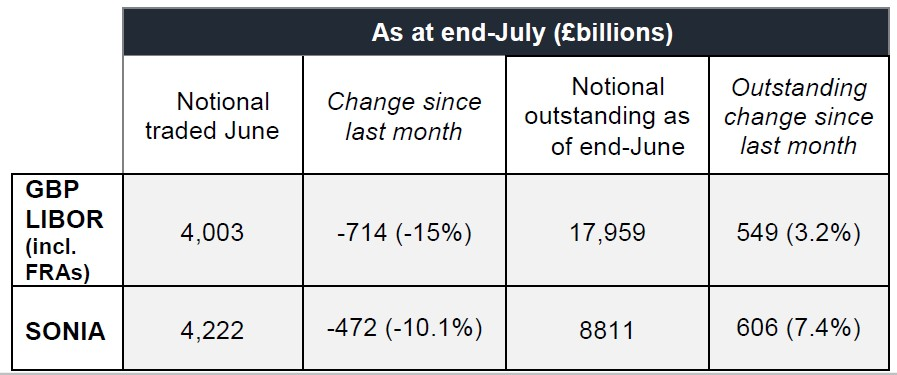 As at end-July (£billions)
Notional
traded June
Change since
last month
Notional
outstanding as
of end-June
Outstanding
change since
last month
GBP
LIBOR
(incl.
FRAs)
4,003
-714 (-15%)
17,959
549 (3.2%)
SONIA
4,222
-472 (-10.1%)
8811
606 (7.4%)